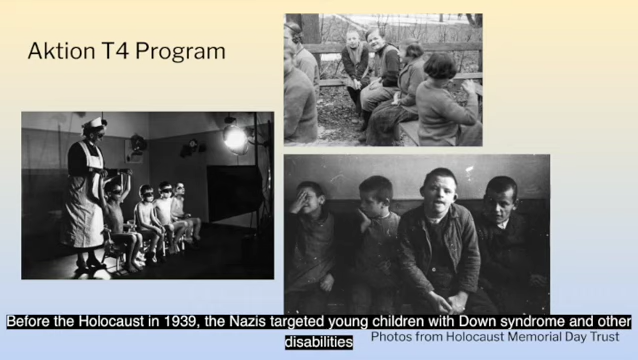 Aktion T4 Program
Before the Holocaust in 1939, the Nazis targeted young children with Down syndrome and other
disabilities
Photos from Holocaust Memorial Day Trust